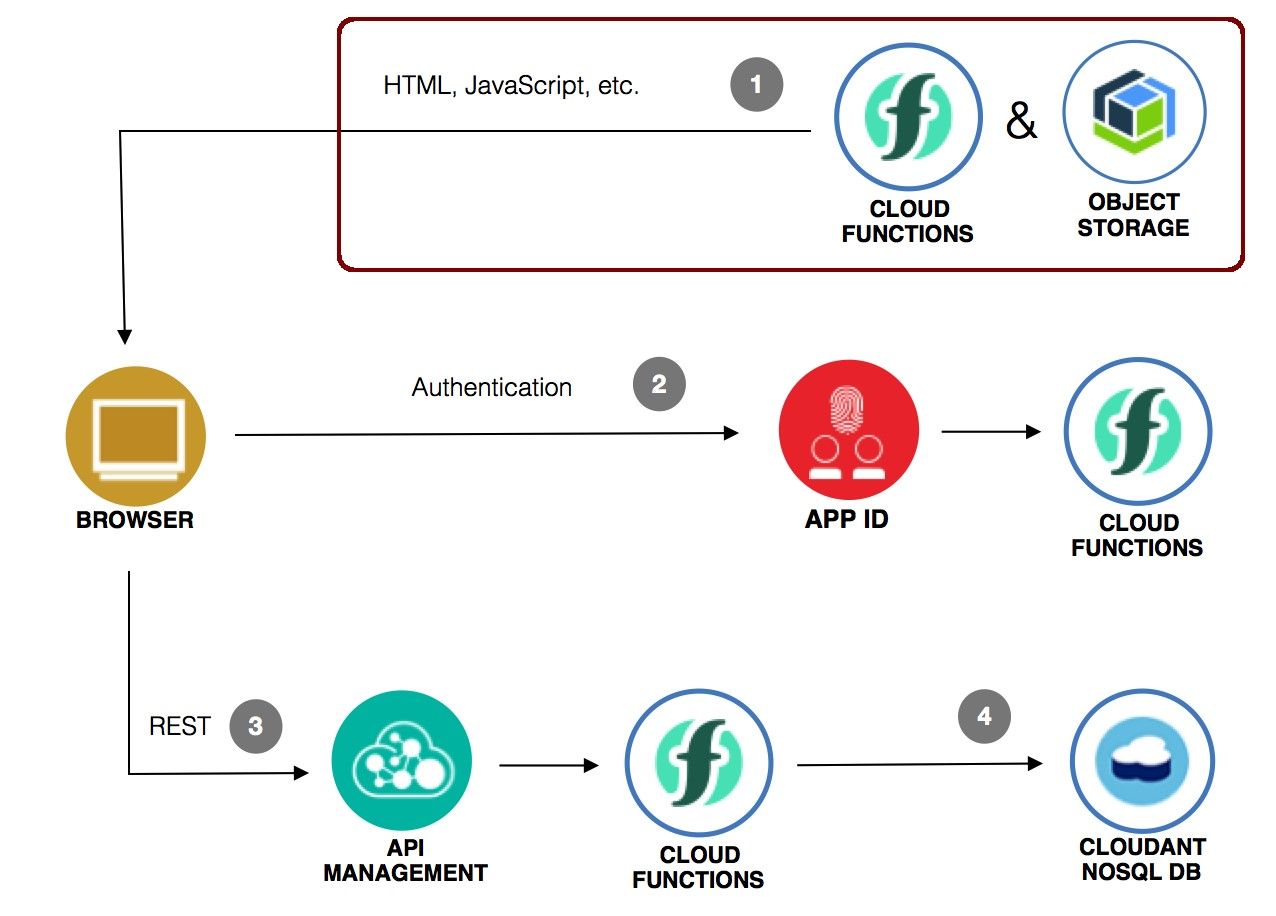 HTML, JavaScript, etc.
1
&
CLOUD
FUNCTIONS
OBJECT
STORAGE
Authentication
2
BROWSER
APP ID
CLOUD
FUNCTIONS
REST
3
4
API
MANAGEMENT
CLOUD
FUNCTIONS
CLOUDANT
NOSQL DB